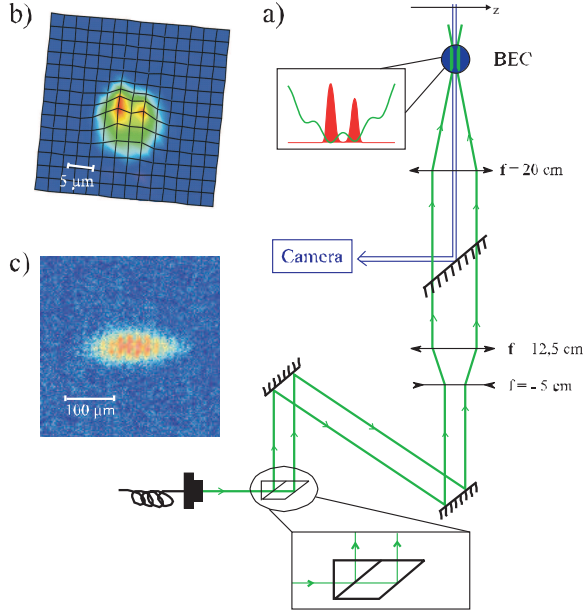 b)
a)
z
BEC
5 μm
f = 20 cm
Camera
c)
f 12,5 cm
f = - 5 cm
100 μm